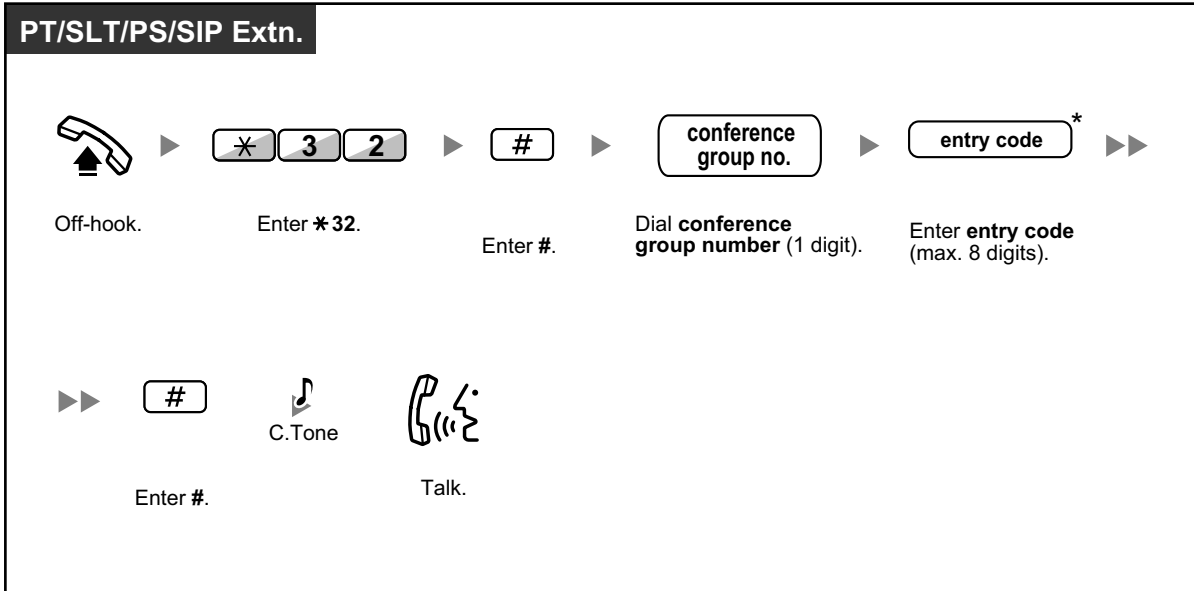 PT/SLT/PS/SIP Extn.
* 3 2
#
conference
group no.
entry code *
Off-hook.
Enter *32.
Enter #.
Dial conference
group number (1 digit).
Enter entry code
(max. 8 digits).
#
C.Tone
Enter #.
Talk.